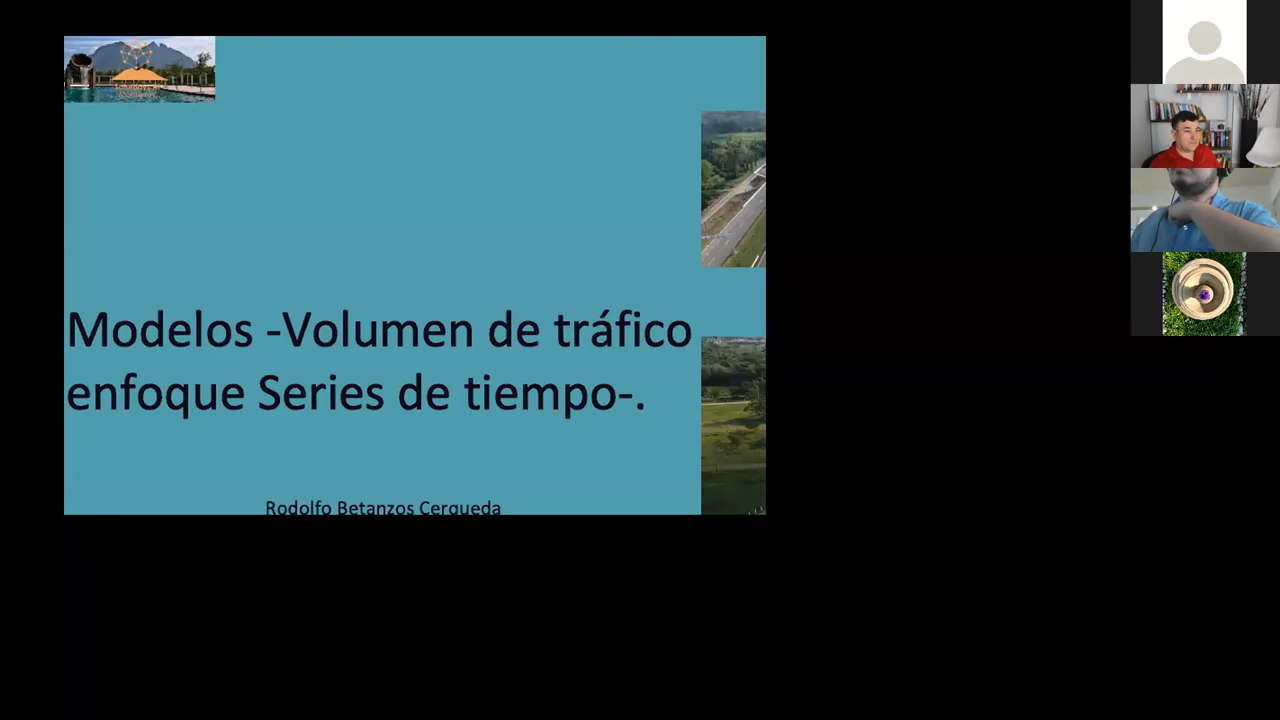 Modelos -Volumen de tráfico
enfoque Series de tiempo-.
Rodolfo Betanzos Cerqueda